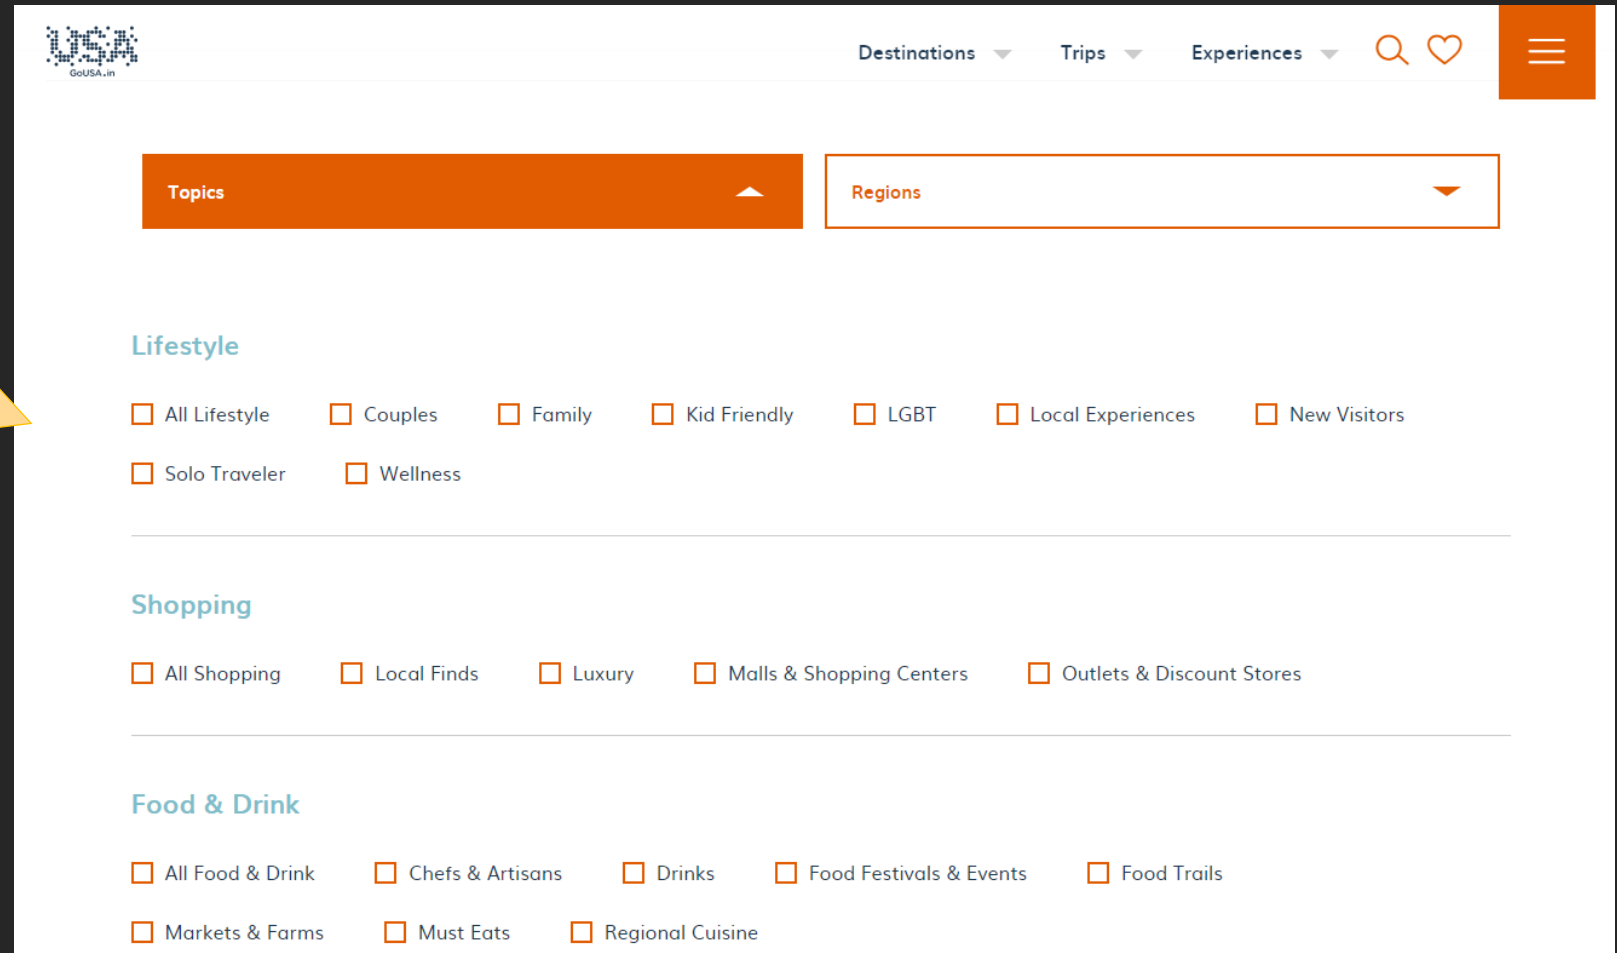 USA
GoUSA.in
Destinations Trips Experiences
Topics Regions
Lifestyle
All Lifestyle Couples Family Kid Friendly LGBT Local Experiences New Visitors
Solo Traveler Wellness
Shopping
All Shopping Local Finds Luxury Malls & Shopping Centers Outlets & Discount Stores
Food & Drink
All Food & Drink Chefs & Artisans Drinks Food Festivals & Events Food Trails
Markets & Farms Must Eats Regional Cuisine